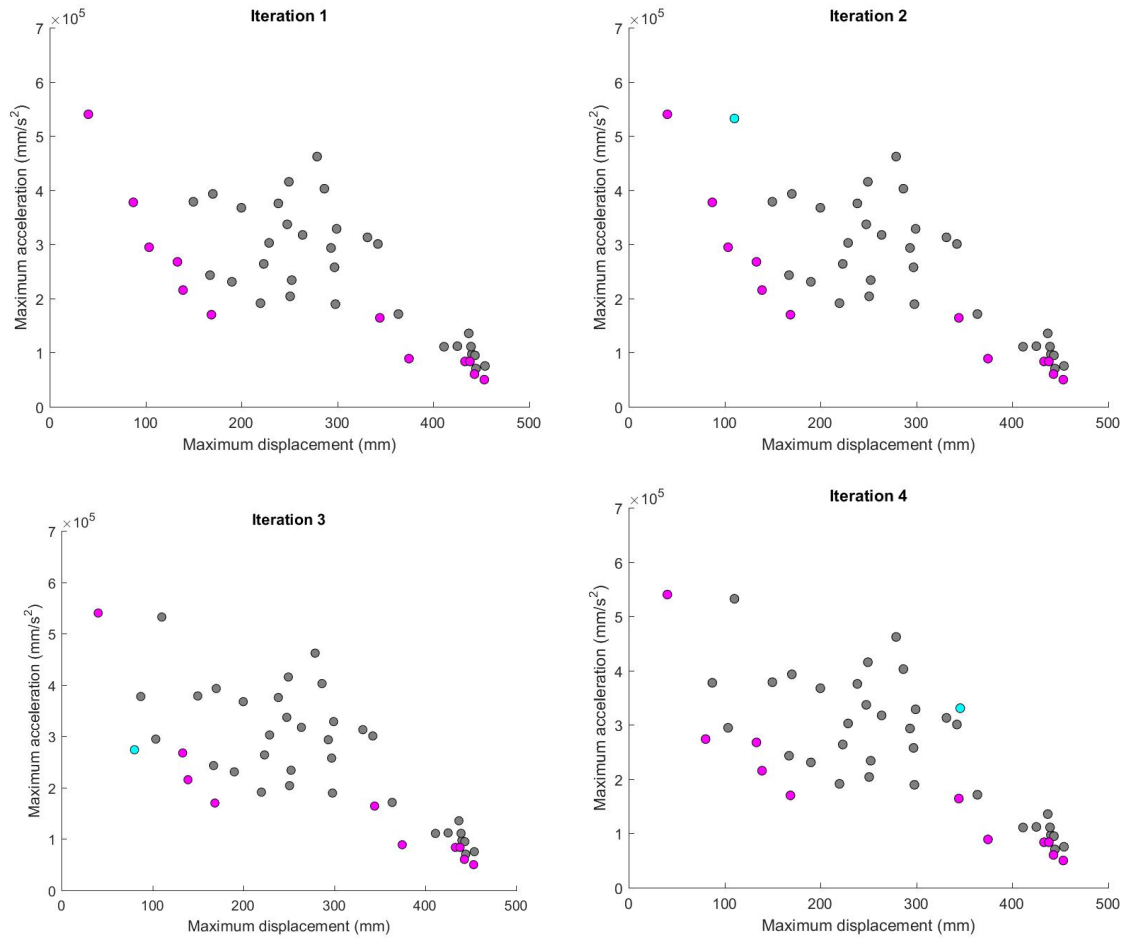 Iteration 1
×10^5
7
6
5
4
3
2
1
0
Maximum acceleration (mm/s^2)
0 100 200 300 400 500
Maximum displacement (mm)
Iteration 2
×10^5
7
6
5
4
3
2
1
0
Maximum acceleration (mm/s^2)
0 100 200 300 400 500
Maximum displacement (mm)
Iteration 3
×10^5
7
6
5
4
3
2
1
0
Maximum acceleration (mm/s^2)
0 100 200 300 400 500
Maximum displacement (mm)
Iteration 4
×10^5
7
6
5
4
3
2
1
0
Maximum acceleration (mm/s^2)
0 100 200 300 400 500
Maximum displacement (mm)